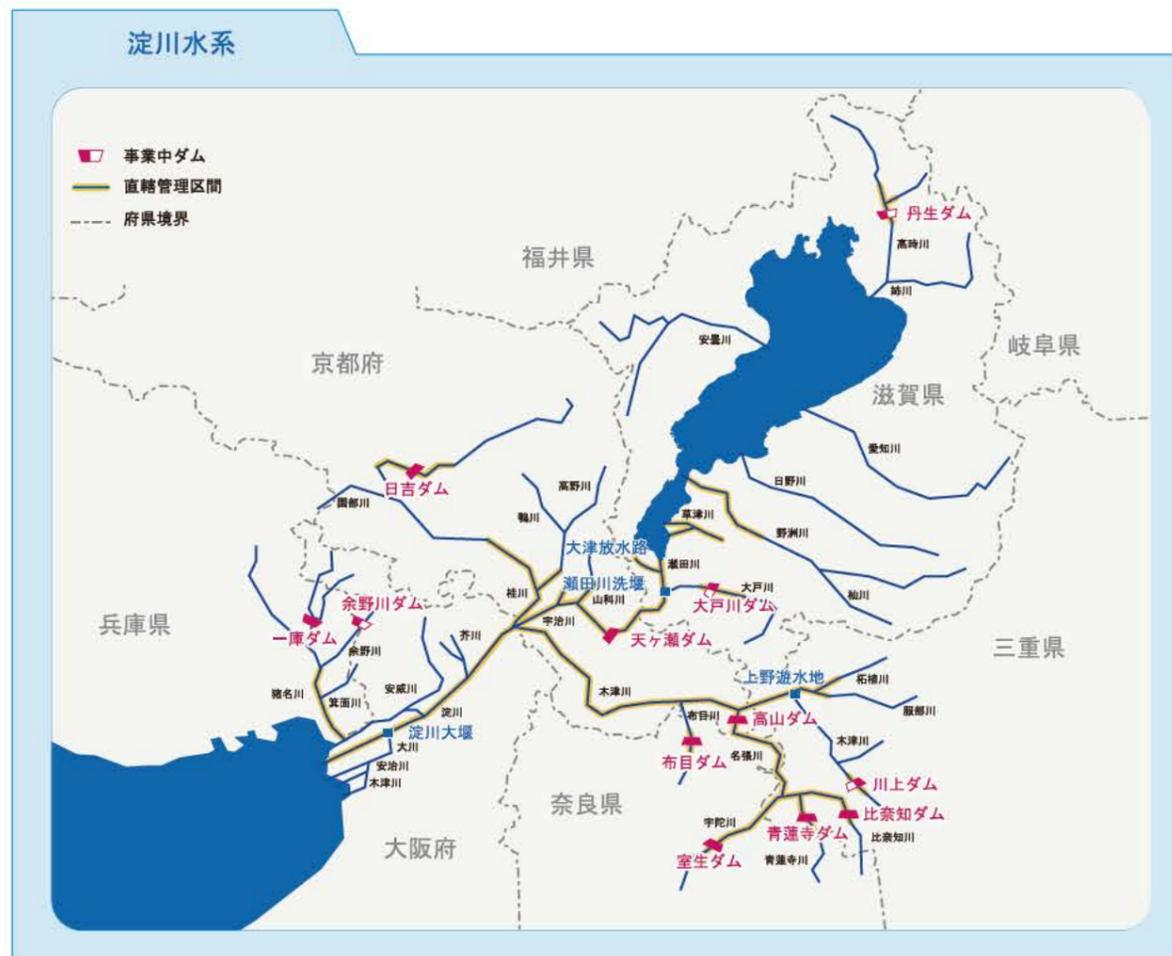 淀川水系
事業中ダム
直轄管理区間
府県境界
丹生ダム
高時川
福井県
姉川
安曇川
岐阜県
京都府
滋賀県
愛知川
日吉ダム
高野川
日野川
園部川
鴨川
草津川
野洲川
大津放水路
瀬田川
瀬田川洗堰
大戸川
桂川
山科川
大戸川ダム
杣川
余野川ダム
宇治川
兵庫県
一庫ダム
芥川
天ヶ瀬ダム
三重県
余野川
上野遊水地
柘植川
猪名川
箕面川
安威川
木津川
服部川
淀川
布目川
高山ダム
淀川大堰
大川
木津川
布目ダム
名張川
安治川
木津川
川上ダム
奈良県
比奈知ダム
宇陀川
青蓮寺ダム
比奈知川
大阪府
室生ダム
青蓮寺川